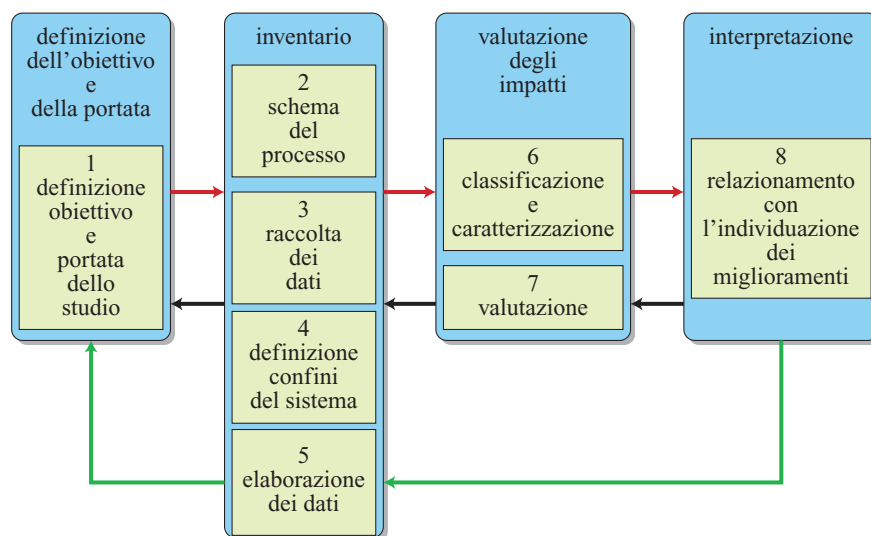 definizione
dell'obiettivo
e
della portata
1
definizione
obiettivo
e
portata
dello
studio
inventario
2
schema
del
processo
3
raccolta
dei
dati
4
definizione
confini
del sistema
5
elaborazione
dei dati
valutazione
degli
impatti
6
classificazione
e
caratterizzazione
7
valutazione
interpretazione
8
relazionamento
con
l'individuazione
dei
miglioramenti